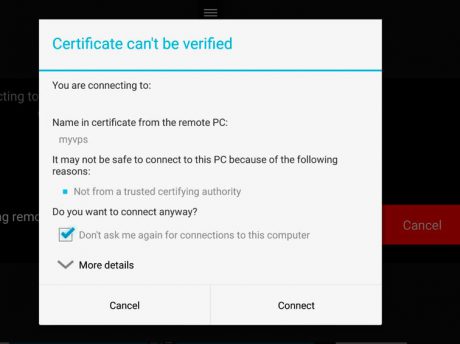 Certificate can't be verified
You are connecting to:
cting to
Name in certificate from the remote PC:
myvps
It may not be safe to connect to this PC because of the following
reasons:
Not from a trusted certifying authority
Do you want to connect anyway?
ng remo
Cancel
Don't ask me again for connections to this computer
More details
Cancel
Connect